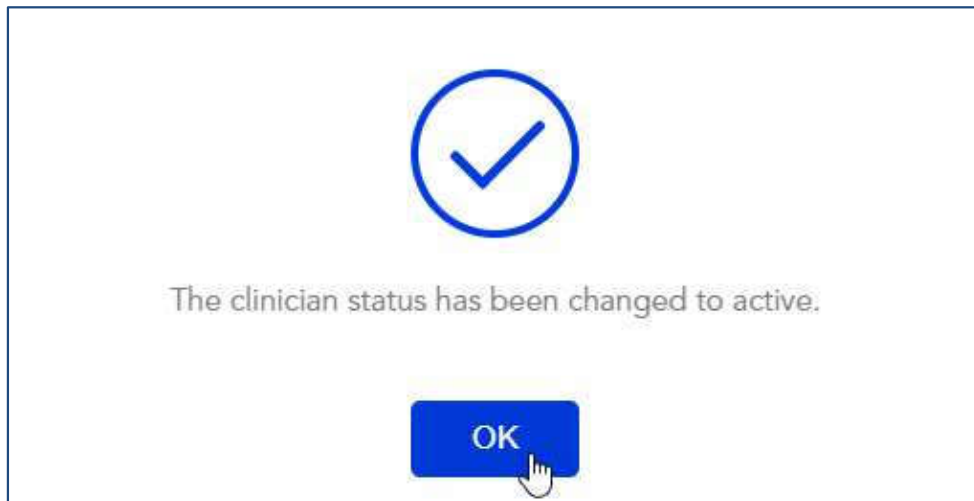 The clinician status has been changed to active.
OK